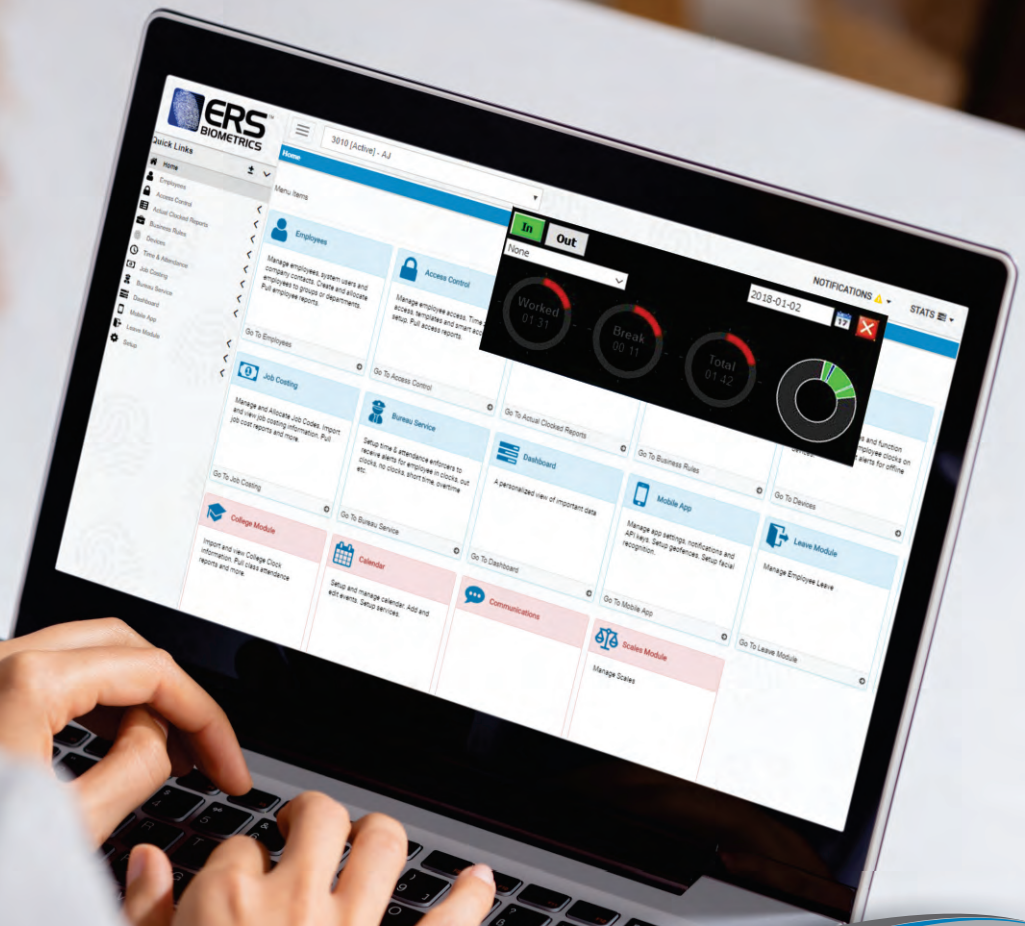 ERS™
BIOMETRICS
Quick Links
Home
Employees
Access Control
Actual Clocked Reports
Business Rules
Devices
Time & Attendance
Job Costing
Bureau Service
Dashboard
Mobile App
Leave Module
Setup
3010 [Active] - AJ
Home
NOTIFICATIONS
STATS
Menu Items
In
Out
None
2018-01-02
17
Worked
01:31
Break
00:11
Total
01:42
Employees
Manage employees, system users and
company contacts. Create and allocate
employees to groups or departments.
Pull employee reports.
Go To Employees
Access Control
Manage employee access. Time
access, templates and smart
setup. Pull access reports.
Go To Access Control
Go To Actual Clocked Reports
Go To Business Rules
and function
employee clocks on
alerts for offline
Go To Devices
Job Costing
Manage and Allocate Job Codes. Import
and view job costing information. Pull
job cost reports and more.
Go To Job Costing
Bureau Service
Setup time & attendance enforcers to
receive alerts for employee in clocks, out
clocks, no clocks, short time, overtime
etc.
Go To Bureau Service
Dashboard
A personalized view of important data
Go To Dashboard
Mobile App
Manage app settings, notifications and
API keys. Setup geofences. Setup facial
recognition.
Go To Mobile App
Leave Module
Manage Employee Leave
Go To Leave Module
College Module
Import and view College Clock
information. Pull class attendance
reports and more.
Calendar
Setup and manage calendar. Add and
edit events. Setup services.
Communications
Scales Module
Manage Scales